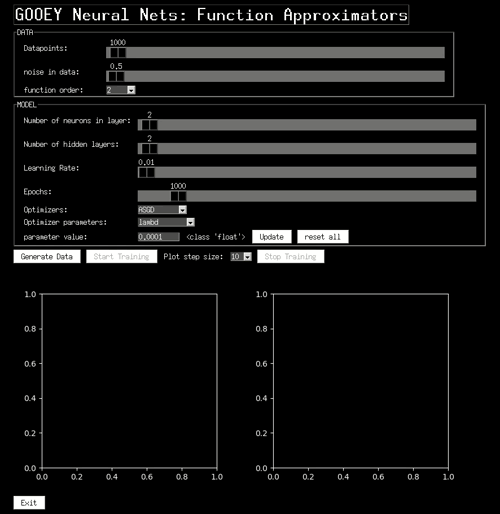 GOOEY Neural Nets: Function Approximators
DATA
1000
Datapoints:
0.5
noise in data:
function order: 2
MODEL
2
Number of neurons in layer:
2
Number of hidden layers:
0.01
Learning Rate:
1000
Epochs:
Optimizers: ASGD
Optimizer parameters: lambd
parameter value: 0.0001 <class 'float'> Update reset all
Generate Data Start Training Plot step size: 10 Stop Training
1.0 1.0
0.8 0.8
0.6 0.6
0.4 0.4
0.2 0.2
0.0 0.0
0.0 0.2 0.4 0.6 0.8 1.0 0.0 0.2 0.4 0.6 0.8 1.0
Exit